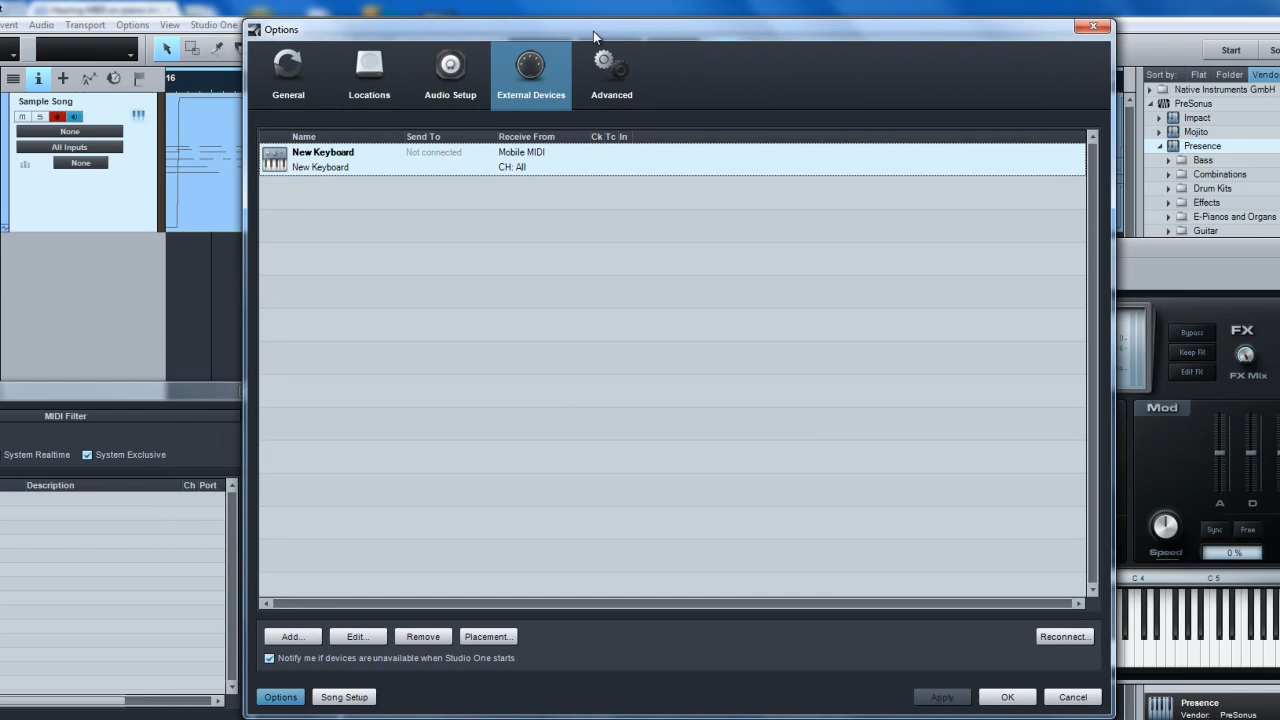 vent Audio Transport Options View Studio One
Options
General
Locations
Audio Setup
External Devices
Advanced
Start
So
Sort by: Flat Folder Vendo
Native Instruments GmbH
PreSonus
Impact
Mojito
Presence
Bass
Combinations
Drum Kits
Effects
E-Pianos and Organs
Guitar
16
Sample Song
M S
None
All Inputs
None
Name Send To Receive From Ck Tc In
New Keyboard Not connected Mobile MIDI
New Keyboard CH: All
MIDI Filter
System Realtime System Exclusive
Description Ch Port
Bypass
Keep FX
Edit FX
FX
FX Mix
Mod
A D
Sync Free
Speed 0 %
C 4 C 5
Add... Edit... Remove Placement... Reconnect...
Notify me if devices are unavailable when Studio One starts
Options Song Setup Apply OK Cancel
Presence
Vendor: PreSonus